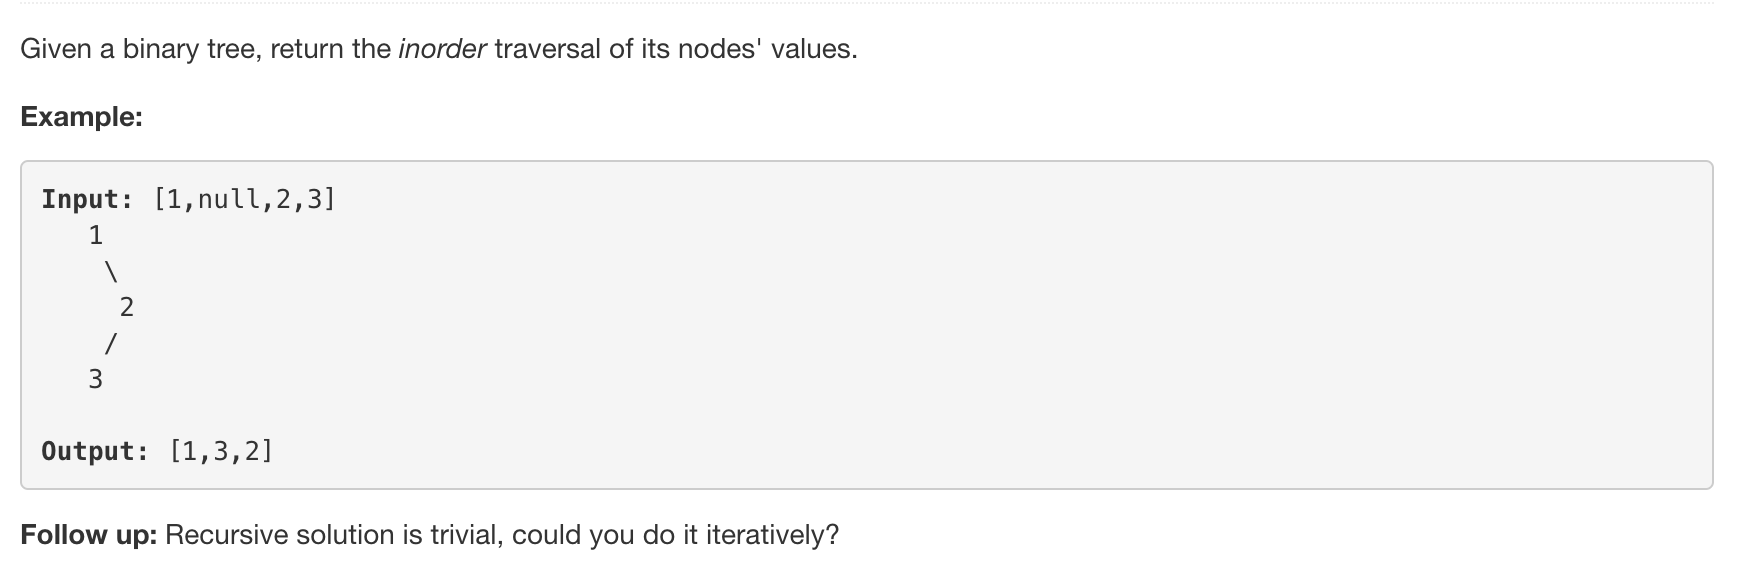 Given a binary tree, return the inorder traversal of its nodes' values.
Example:
Input: [1,null,2,3]
   1
    \
     2
    /
   3
Output: [1,3,2]
Follow up: Recursive solution is trivial, could you do it iteratively?